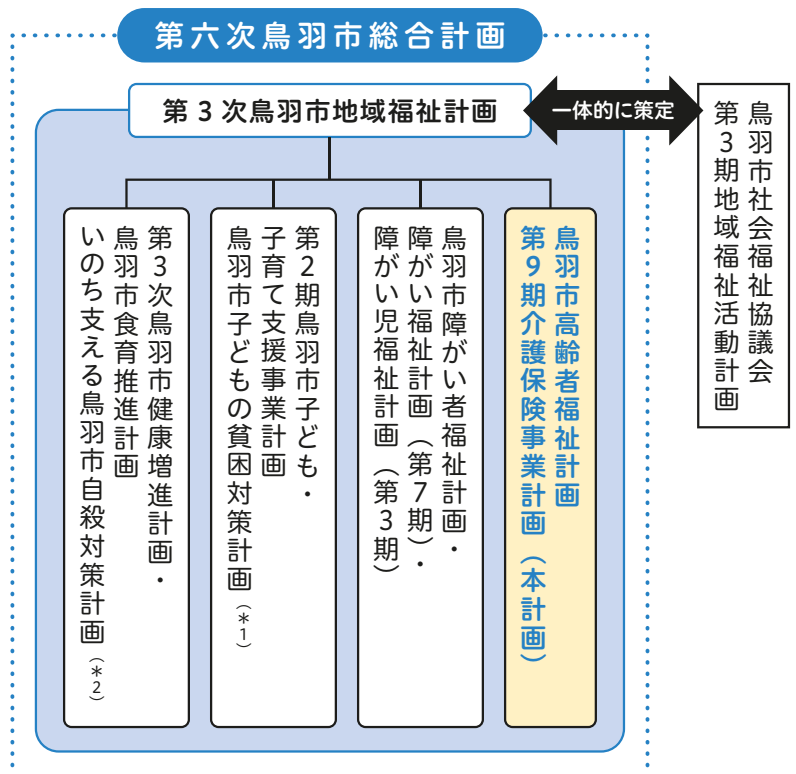 第六次鳥羽市総合計画
第3次鳥羽市地域福祉計画
一体的に策定
鳥羽市社会福祉協議会
第3期地域福祉活動計画
鳥羽市高齢者福祉計画
第9期介護保険事業計画（本計画）
鳥羽市障がい者福祉計画・
障がい福祉計画（第7期）・
障がい児福祉計画（第3期）
第2期鳥羽市子ども・
子育て支援事業計画
鳥羽市子どもの貧困対策計画（＊1）
第3次鳥羽市健康増進計画・
鳥羽市食育推進計画
いのち支える鳥羽市自殺対策計画（＊2）